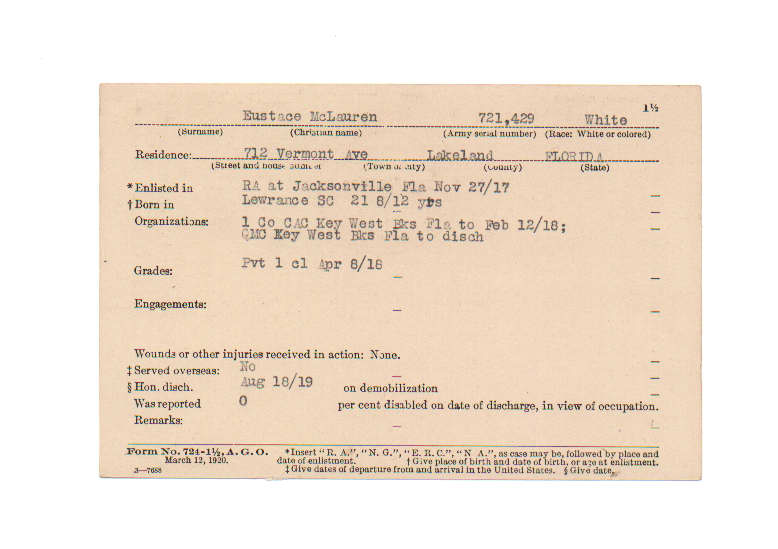 1½
Eustace McLauren 721,429 White
(Surname) (Christian name) (Army serial number) (Race: White or colored)
Residence: 712 Vermont Ave Lakeland FLORIDA
(Street and house number) (Town or city) (County) (State)
*Enlisted in RA at Jacksonville Fla Nov 27/17
†Born in Lewrance SC 21 8/12 yrs
Organizations: 1 Co CAC Key West Bks Fla to Feb 12/18;
QMC Key West Bks Fla to disch
Grades: Pvt 1 cl Apr 8/18
Engagements:
Wounds or other injuries received in action: None.
‡Served overseas: No
§Hon. disch. Aug 18/19 on demobilization
Was reported 0 per cent disabled on date of discharge, in view of occupation.
Remarks:
Form No. 724-1½, A. G. O. *Insert "R. A.", "N. G.", "E. R. C.", "N A.", as case may be, followed by place and
March 12, 1920. date of enlistment. †Give place of birth and date of birth, or age at enlistment.
3—7688 ‡Give dates of departure from and arrival in the United States. §Give date.